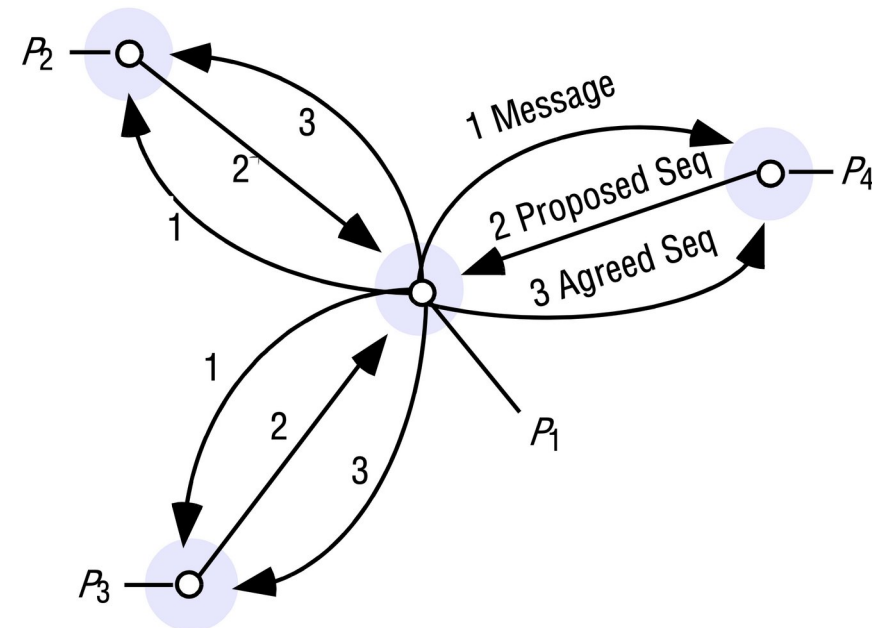 P2
3
1 Message
2
2 Proposed Seq
P4
1
3 Agreed Seq
1
2
P1
3
P3